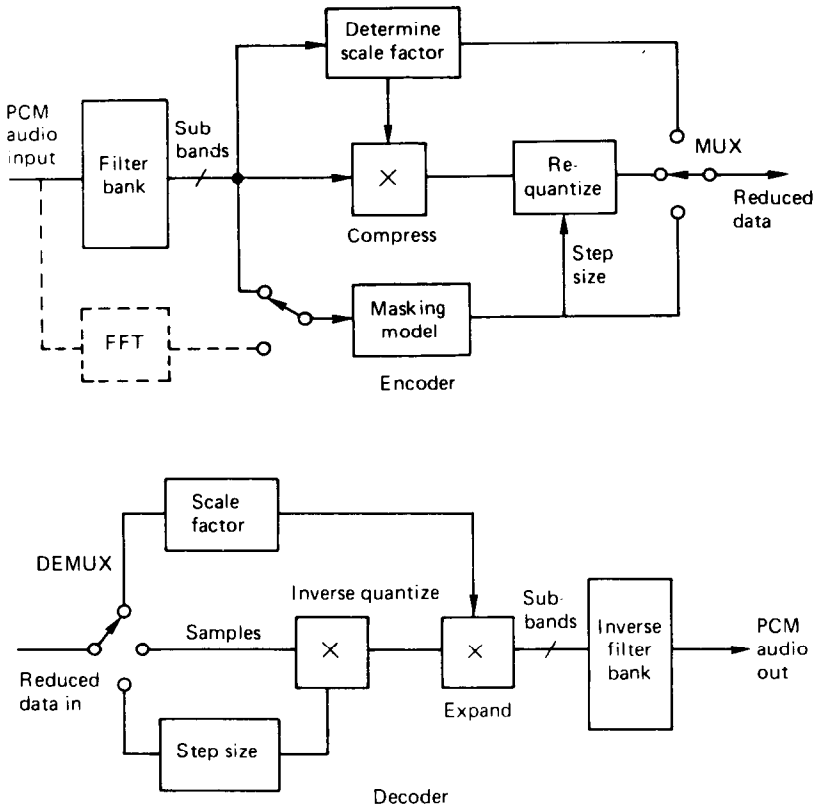 Determine
scale factor
PCM
audio
input
Sub
bands
Filter
bank
×
Compress
Re-
quantize
MUX
Reduced
data
Step
size
FFT
Masking
model
Encoder
Scale
factor
DEMUX
Inverse quantize
Samples
×
×
Expand
Sub-
bands
Inverse
filter
bank
PCM
audio
out
Reduced
data in
Step size
Decoder